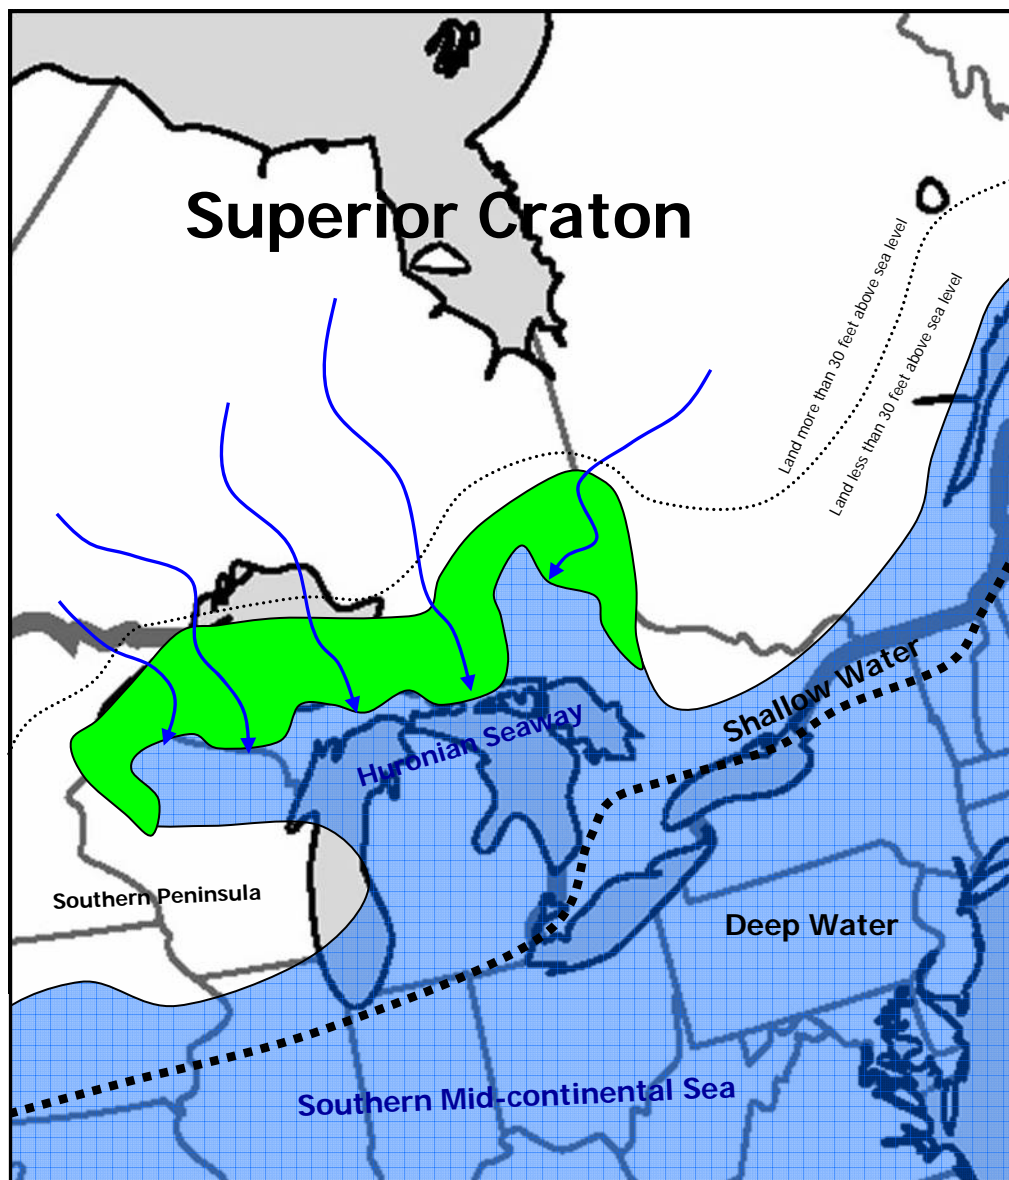 Superior Craton
Land more than 30 feet above sea level
Land less than 30 feet above sea level
Shallow Water
Huronian Seaway
Southern Peninsula
Deep Water
Southern Mid-continental Sea